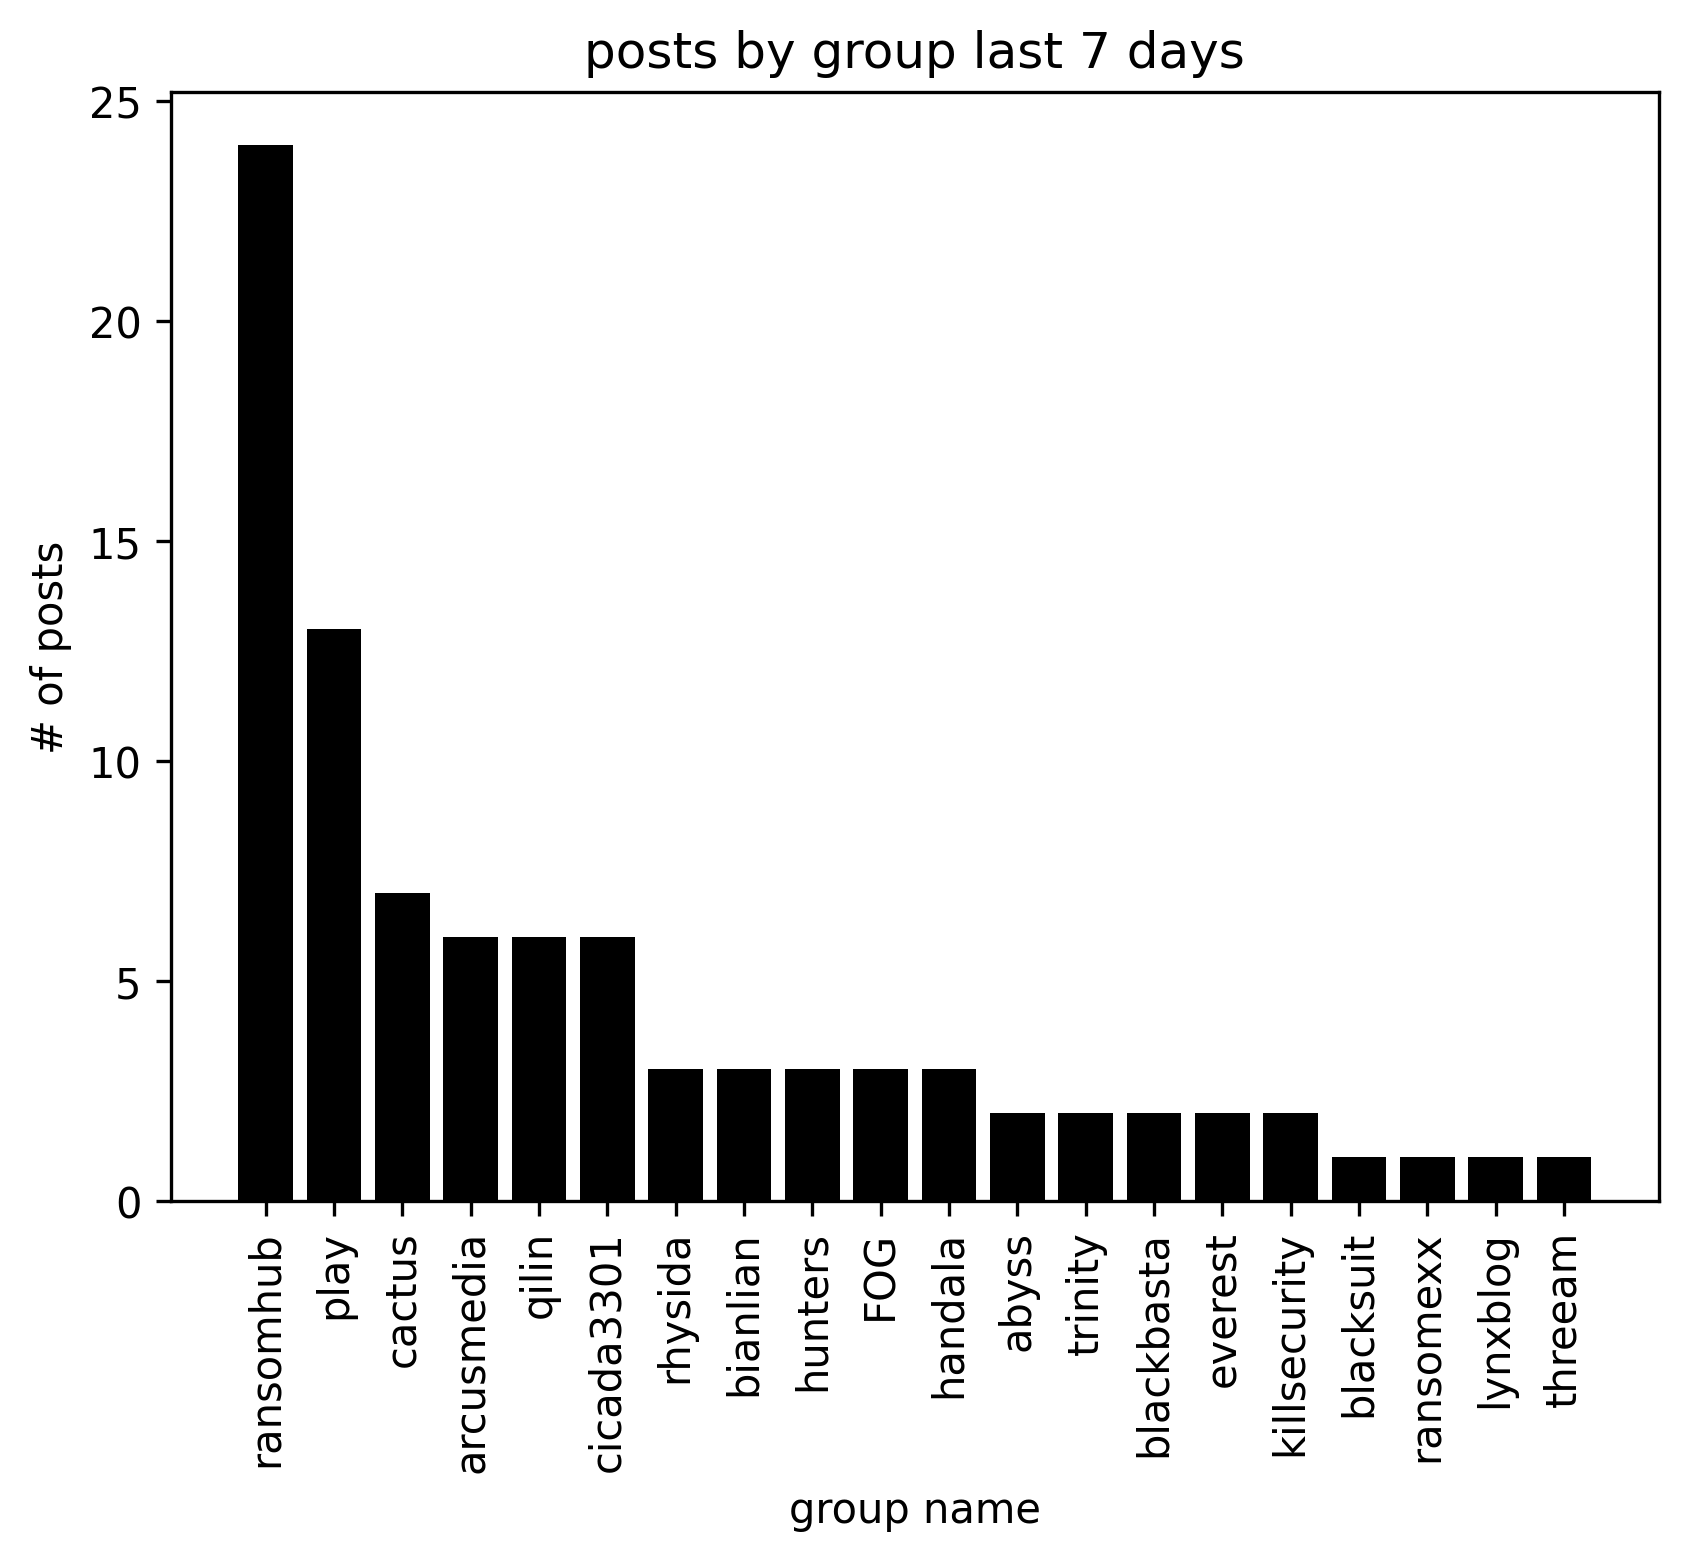 posts by group last 7 days
25
20
15
10
5
0
# of posts
ransomhub
play
cactus
arcusmedia
qilin
cicada3301
rhysida
bianlian
hunters
FOG
handala
abyss
trinity
blackbasta
everest
killsecurity
blacksuit
ransomexx
lynxblog
threeam
group name